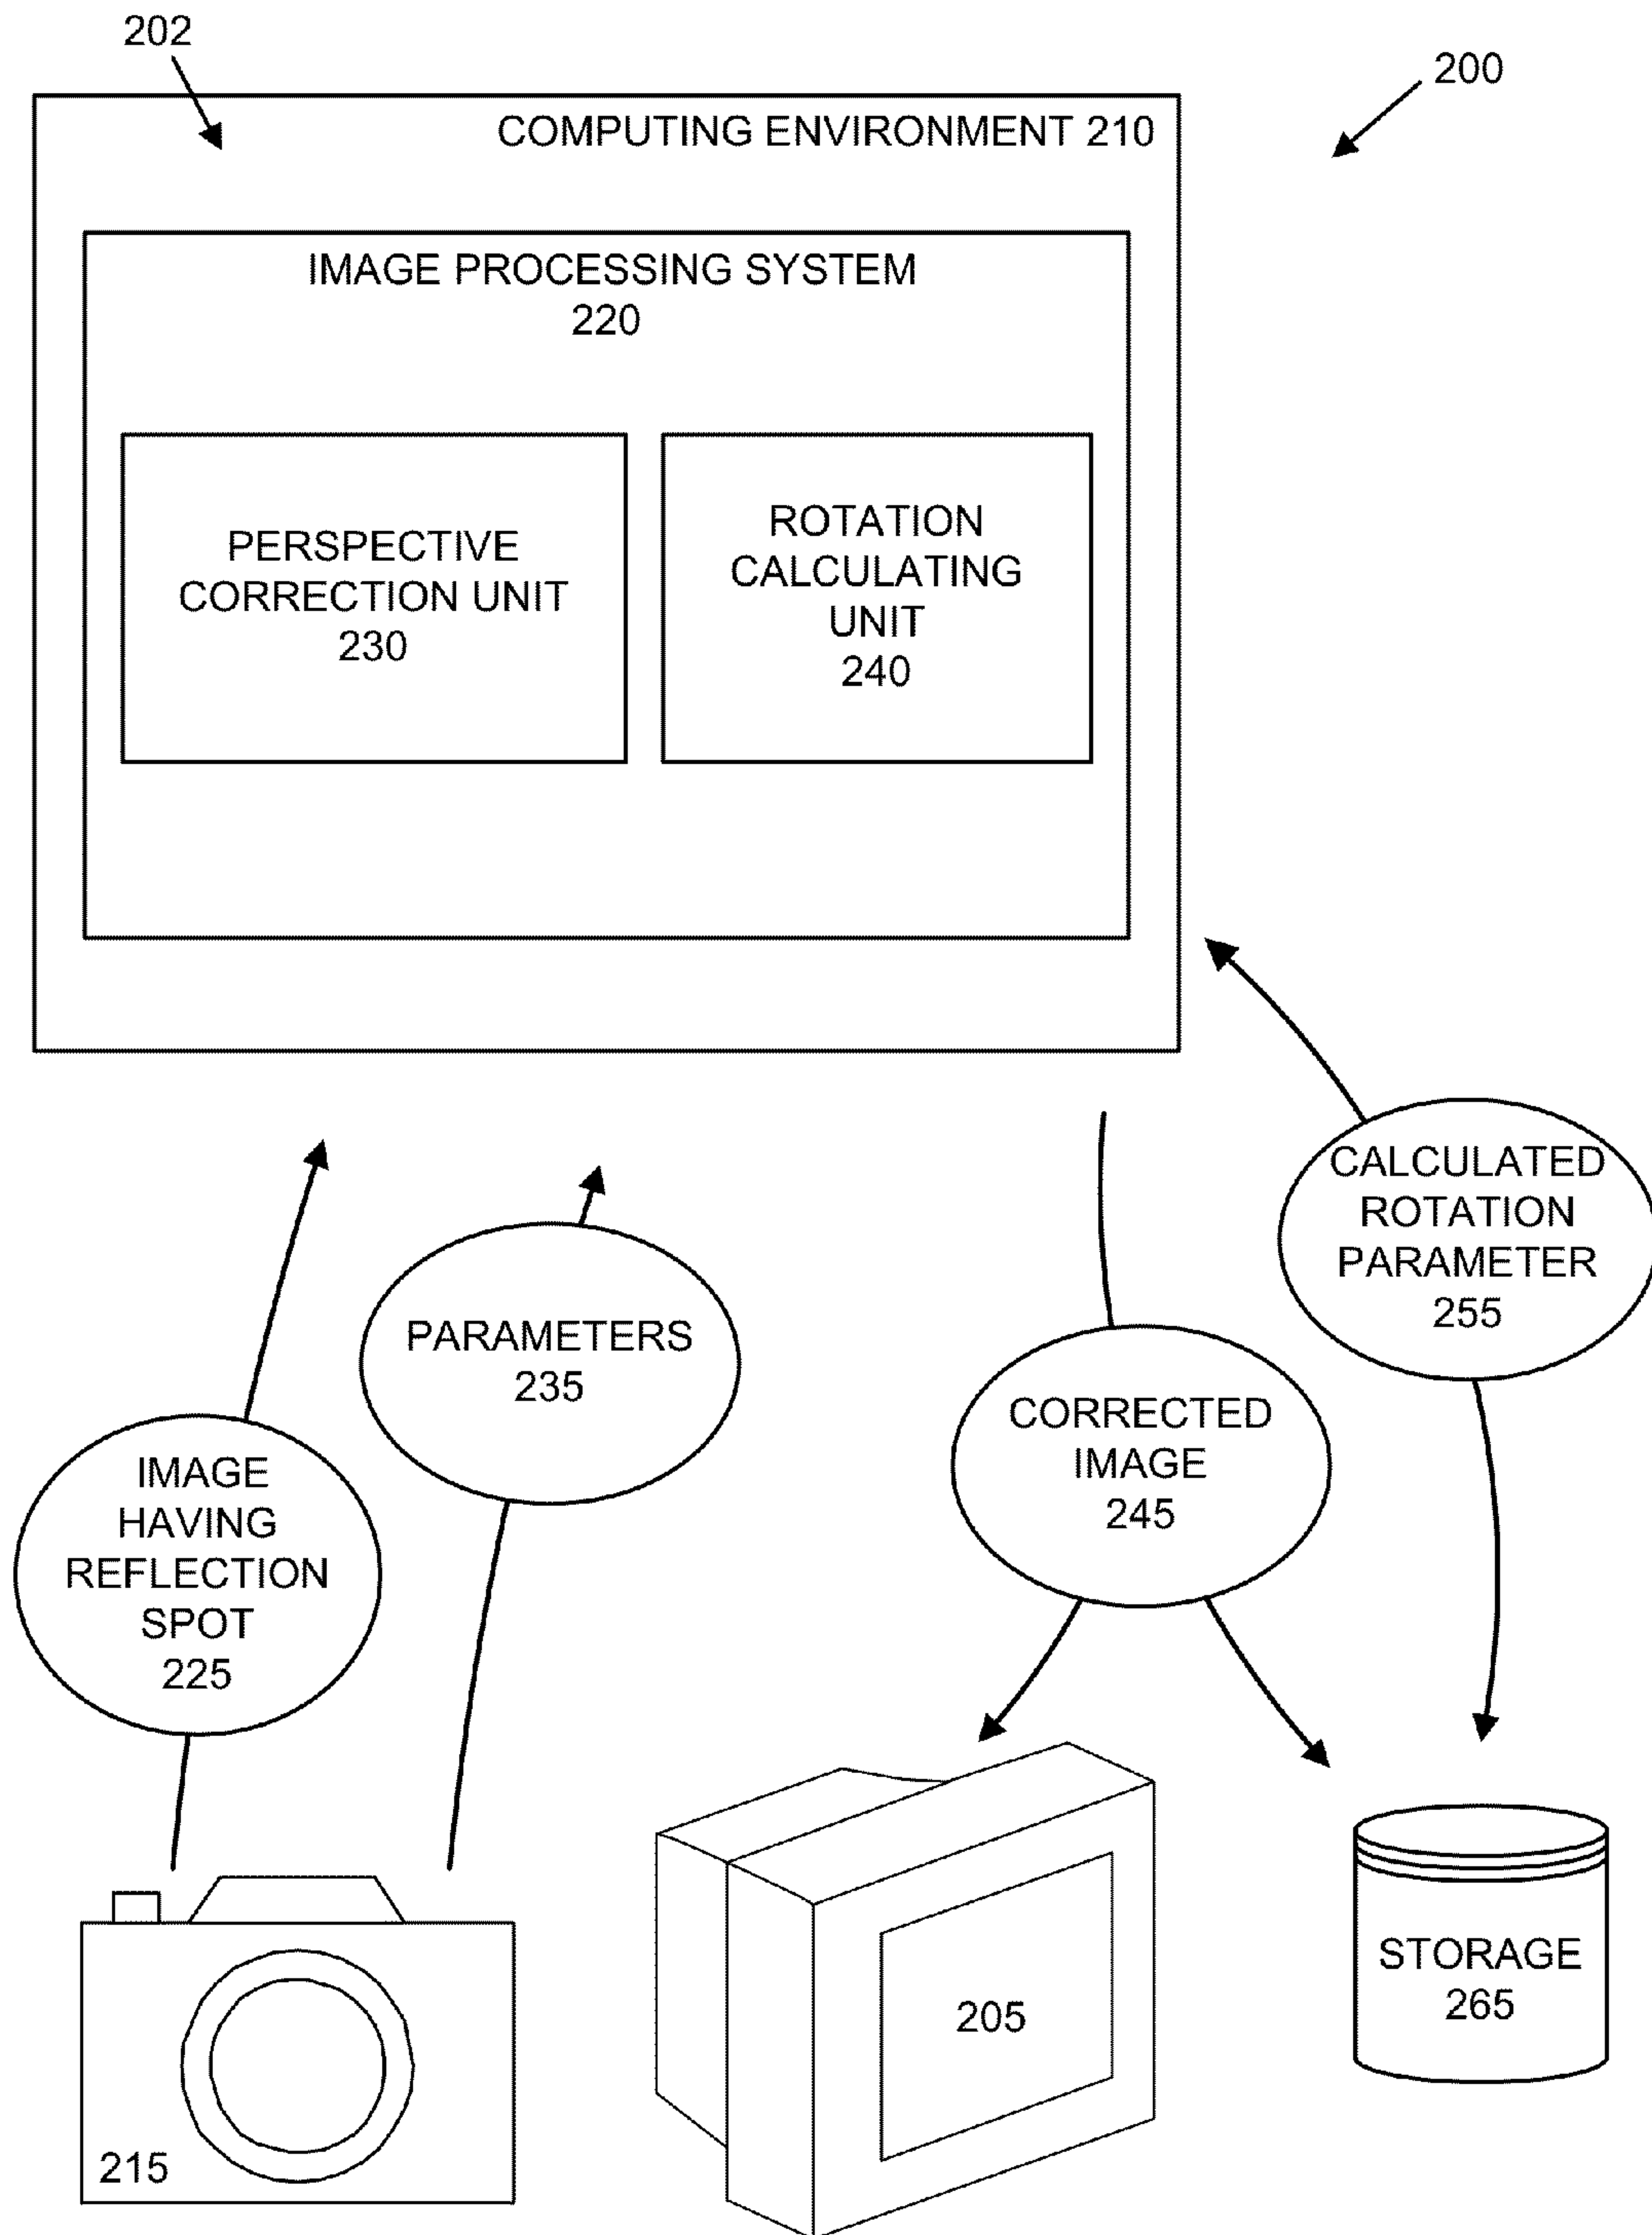 202
200
COMPUTING ENVIRONMENT 210
IMAGE PROCESSING SYSTEM
220
PERSPECTIVE
CORRECTION UNIT
230
ROTATION
CALCULATING
UNIT
240
CALCULATED
ROTATION
PARAMETER
255
PARAMETERS
235
CORRECTED
IMAGE
245
IMAGE
HAVING
REFLECTION
SPOT
225
STORAGE
265
205
215